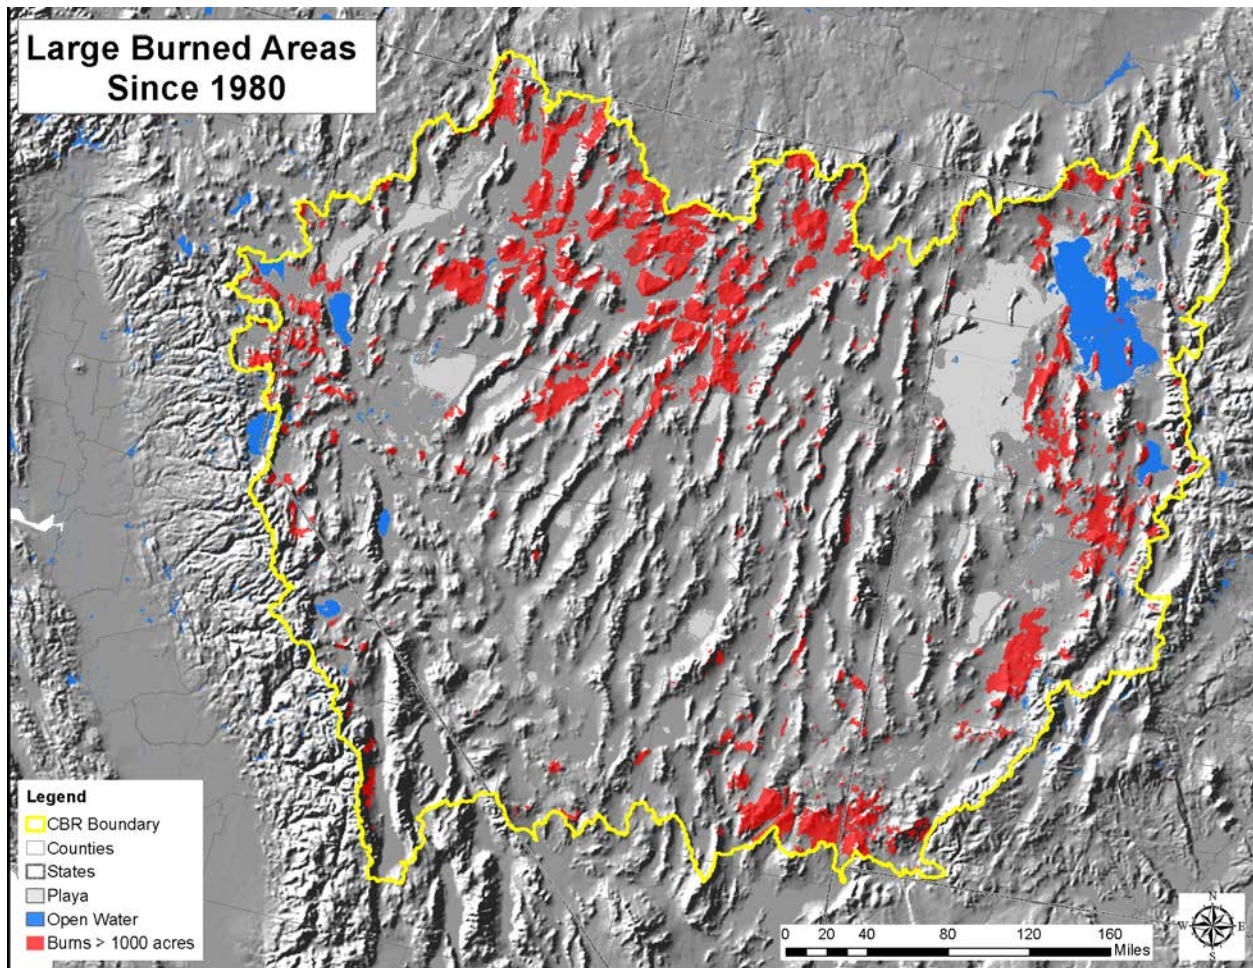 Large Burned Areas
Since 1980
Legend
CBR Boundary
Counties
States
Playa
Open Water
Burns > 1000 acres
0 20 40 80 120 160
Miles
N
W E
S